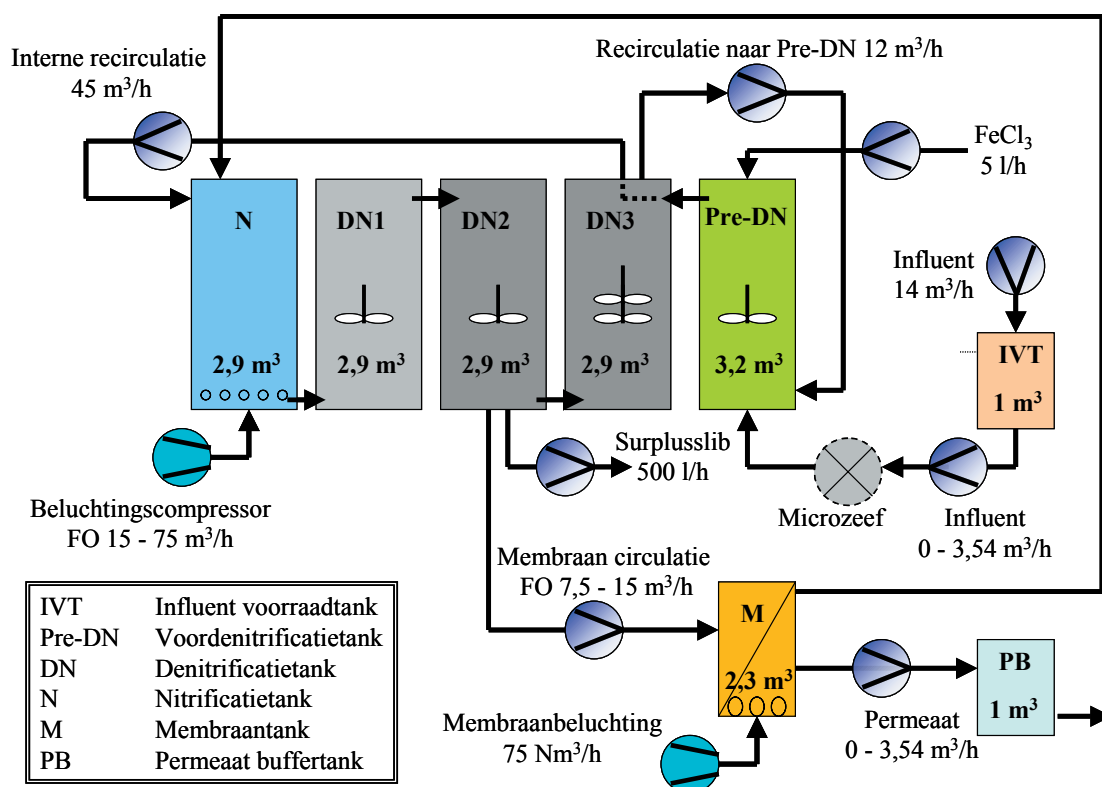 Interne recirculatie
45 m³/h
Recirculatie naar Pre-DN 12 m³/h
FeCl₃
5 l/h
N
DN1
DN2
DN3
Pre-DN
2,9 m³
2,9 m³
2,9 m³
2,9 m³
3,2 m³
Influent
14 m³/h
IVT
1 m³
Beluchtingscompressor
FO 15 - 75 m³/h
Surplusslib
500 l/h
Microzeef
Influent
0 - 3,54 m³/h
Membraan circulatie
FO 7,5 - 15 m³/h
M
2,3 m³
Membraanbeluchting
75 Nm³/h
Permeaat
0 - 3,54 m³/h
PB
1 m³
IVT Influent voorraadtank
Pre-DN Voordenitrificatietank
DN Denitrificatietank
N Nitrificatietank
M Membraantank
PB Permeaat buffertank